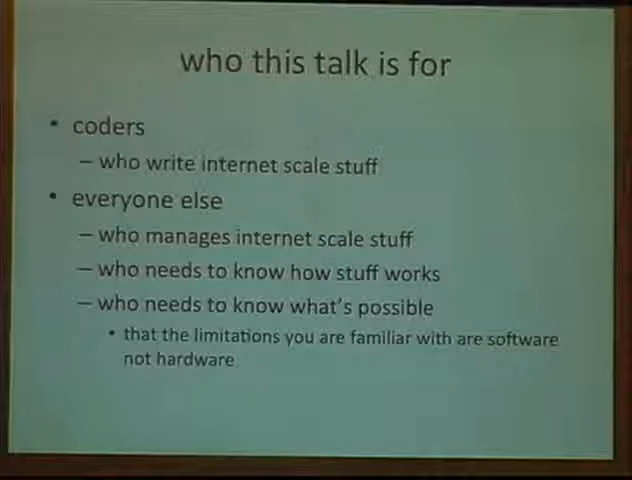 who this talk is for
• coders
– who write internet scale stuff
• everyone else
– who manages internet scale stuff
– who needs to know how stuff works
– who needs to know what's possible
• that the limitations you are familiar with are software
not hardware